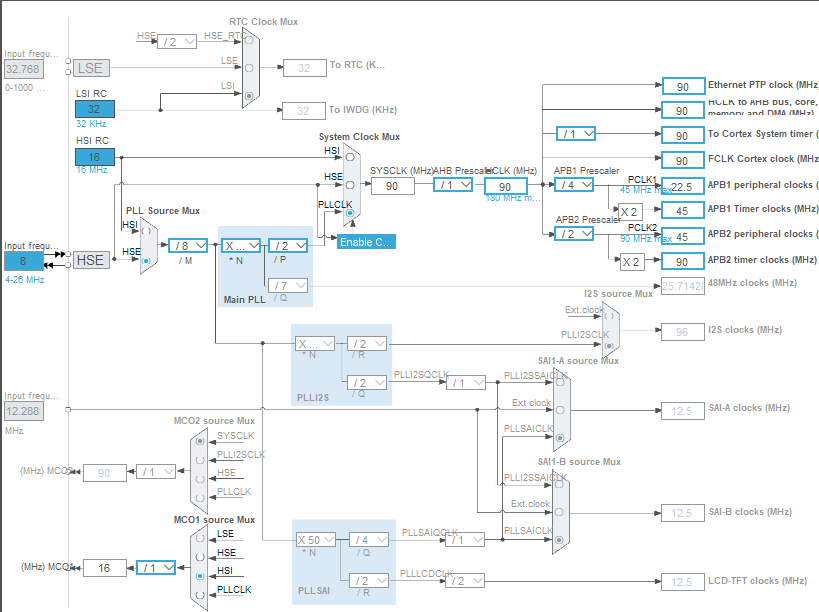 RTC Clock Mux
HSE
/ 2
HSE_RTC
Input frequ...
32.768
0-1000 ...
LSE
LSE
32
To RTC (K...
LSI
LSI RC
32
32 KHz
32
To IWDG (KHz)
HSI RC
16
16 MHz
System Clock Mux
HSI
HSE
PLLCLK
SYSCLK (MHz)
90
AHB Prescaler
/ 1
HCLK (MHz)
90
180 MHz m...
90
Ethernet PTP clock (MHz)
90
HCLK to AHB bus, core,
memory and DMA (MHz)
/ 1
90
To Cortex System timer (
90
FCLK Cortex clock (MHz
APB1 Prescaler
/ 4
PCLK1
45 MHz max
22.5
APB1 peripheral clocks (
X 2
45
APB1 Timer clocks (MHz)
APB2 Prescaler
/ 2
PCLK2
90 MHz max
45
APB2 peripheral clocks (
X 2
90
APB2 timer clocks (MHz)
PLL Source Mux
HSI
HSE
Input frequ...
8
4-26 MHz
HSE
/ 8
/ M
X ...
* N
/ 2
/ P
/ 7
/ Q
Main PLL
Enable C...
48MHz clocks (MHz)
I2S source Mux
Ext.clock
PLLI2SCLK
96
I2S clocks (MHz)
X ...
* N
/ 2
/ R
/ 2
/ Q
PLLI2S
PLLI2SQCLK
/ 1
SAI1-A source Mux
PLLI2SSAICLK
Ext.clock
PLLSAICLK
12.5
SAI-A clocks (MHz)
Input frequ...
12.288
MHz
MCO2 source Mux
SYSCLK
PLLI2SCLK
HSE
PLLCLK
(MHz) MCO2
90
/ 1
SAI1-B source Mux
PLLI2SSAICLK
Ext.clock
PLLSAICLK
12.5
SAI-B clocks (MHz)
MCO1 source Mux
LSE
HSE
HSI
PLLCLK
(MHz) MCO1
16
/ 1
X 50
* N
/ 4
/ Q
/ 2
/ R
PLLSAI
PLLSAIQCLK
/ 1
PLLLCDCLK
/ 2
12.5
LCD-TFT clocks (MHz)